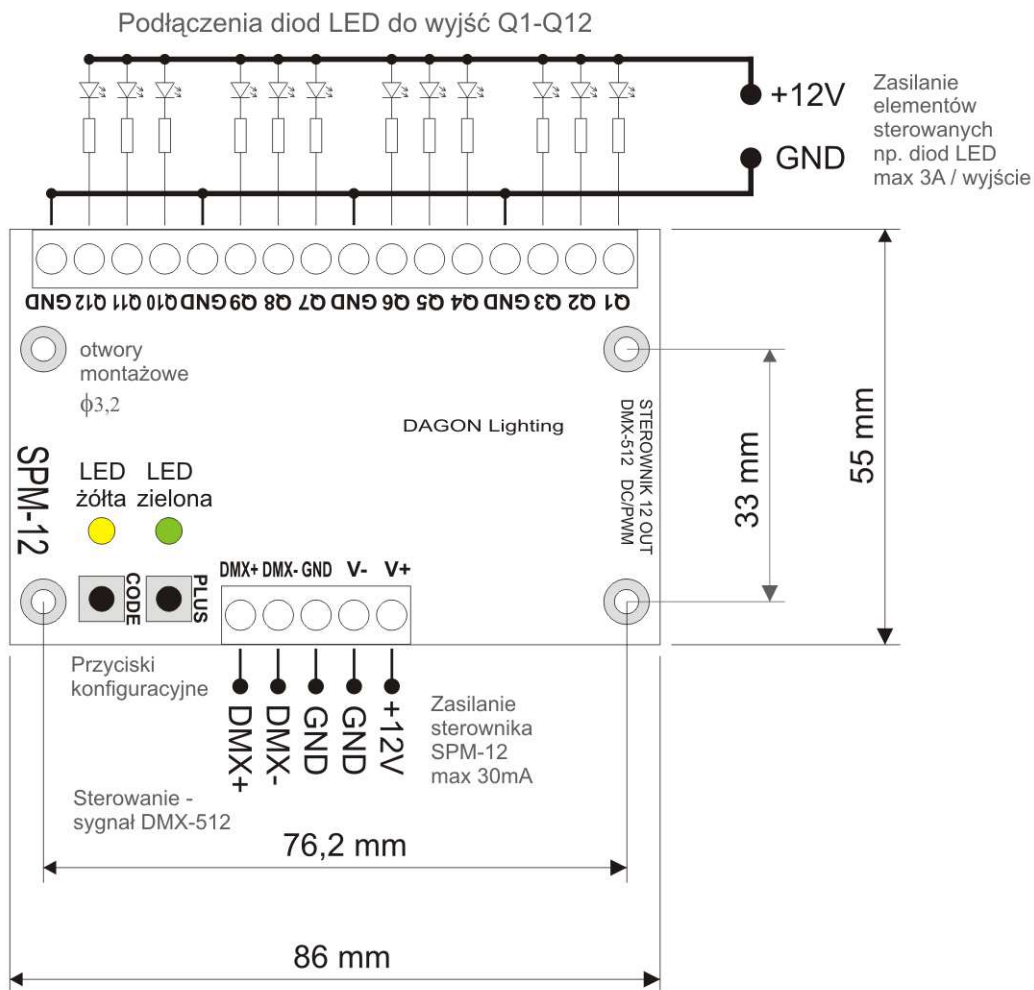 Podłączenia diod LED do wyjść Q1-Q12
+12V
GND
Zasilanie
elementów
sterowanych
np. diod LED
max 3A / wyjście
GND Q12 Q11 Q10 GND Q9 Q8 Q7 GND Q6 Q5 Q4 GND Q3 Q2 Q1
otwory
montażowe
ϕ3,2
DAGON Lighting
STEROWNIK 12 OUT
DMX-512 DC/PWM
33 mm
55 mm
SPM-12
LED
żółta
LED
zielona
CODE
PLUS
DMX+ DMX- GND V- V+
Przyciski
konfiguracyjne
DMX+
DMX-
GND
GND
+12V
Zasilanie
sterownika
SPM-12
max 30mA
Sterowanie -
sygnał DMX-512
76,2 mm
86 mm